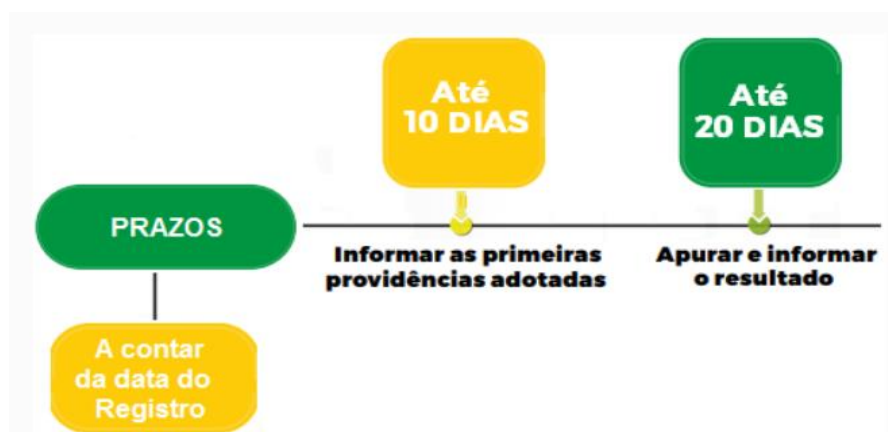 Até
10 DIAS
Até
20 DIAS
PRAZOS
Informar as primeiras
providências adotadas
Apurar e informar
o resultado
A contar
da data do
Registro